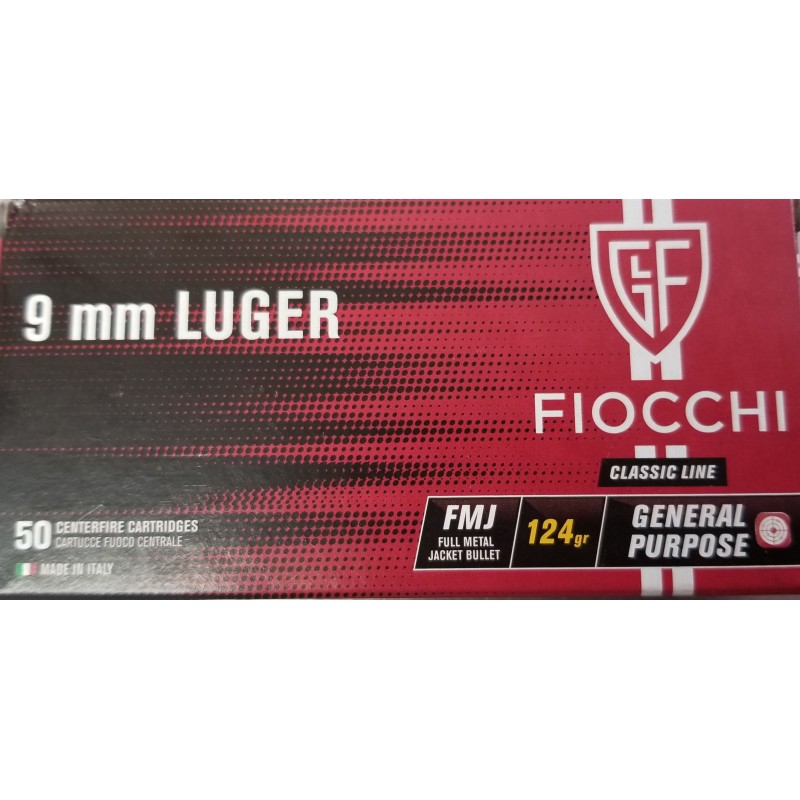 9 mm LUGER
GLF
FIOCCHI
CLASSIC LINE
50 CENTERFIRE CARTRIDGES
CARTUCCE FUOCO CENTRALE
MADE IN ITALY
FMJ
FULL METAL
JACKET BULLET
124gr
GENERAL
PURPOSE